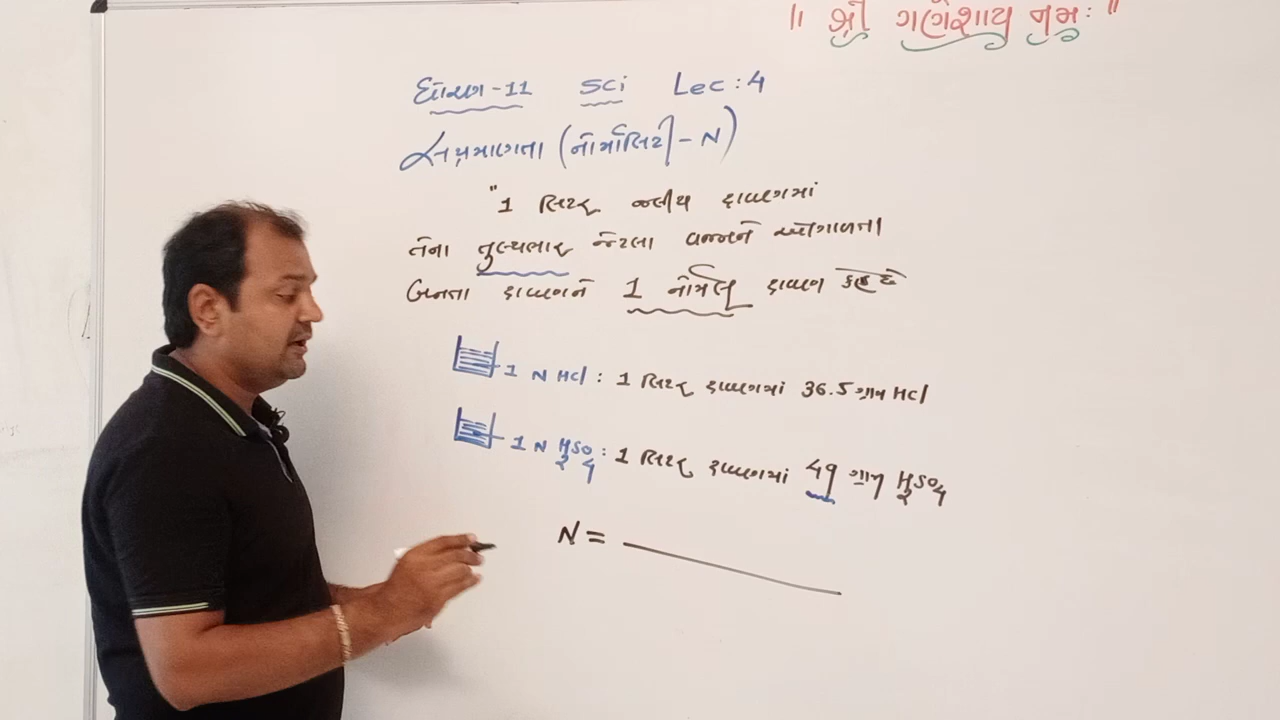 ॥ શ્રી ગણેશાય નમઃ ॥
ધોરણ-11 sci Lec:4
સપ્રમાણતા (નોર્માલિટી - N)
"1 લિટર જલીય દ્રાવણમાં
તેના તુલ્યભાર જેટલા વજનને ઓગાળતા
બનતા દ્રાવણને 1 નોર્મલ દ્રાવણ કહે છે
1 N HCl : 1 લિટર દ્રાવણમાં 36.5 ગ્રામ HCl
1 N H2SO4 : 1 લિટર દ્રાવણમાં 49 ગ્રામ H2SO4
N =